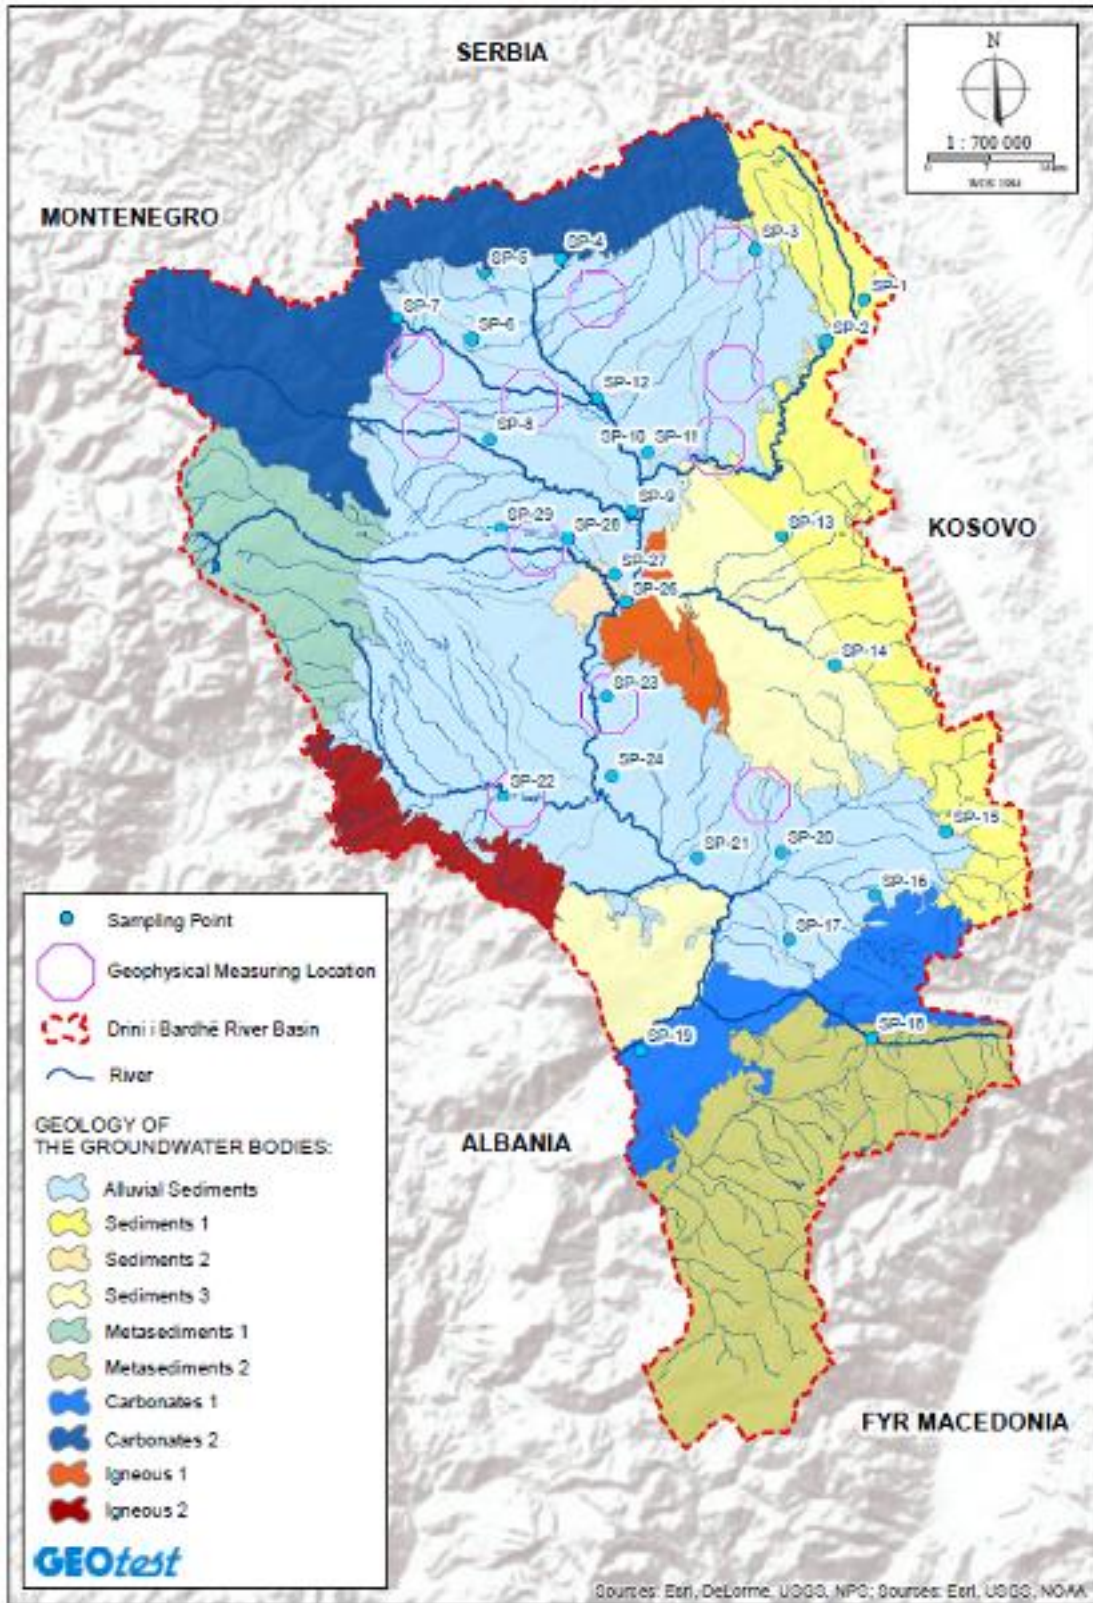 SERBIA
N
1 : 700 000
WGS 1984
MONTENEGRO
SP-4
SP-3
SP-5
SP-1
SP-7
SP-2
SP-6
SP-12
SP-8
SP-10
SP-11
SP-9
KOSOVO
SP-29
SP-28
SP-13
SP-27
SP-26
SP-14
SP-23
SP-24
SP-22
SP-15
SP-21
SP-20
SP-16
SP-17
SP-18
SP-19
ALBANIA
FYR MACEDONIA
Sampling Point
Geophysical Measuring Location
Drini i Bardhë River Basin
River
GEOLOGY OF
THE GROUNDWATER BODIES:
Alluvial Sediments
Sediments 1
Sediments 2
Sediments 3
Metasediments 1
Metasediments 2
Carbonates 1
Carbonates 2
Igneous 1
Igneous 2
GEOtest
Sources: Esri, DeLorme, USGS, NPS; Sources: Esri, USGS, NOAA